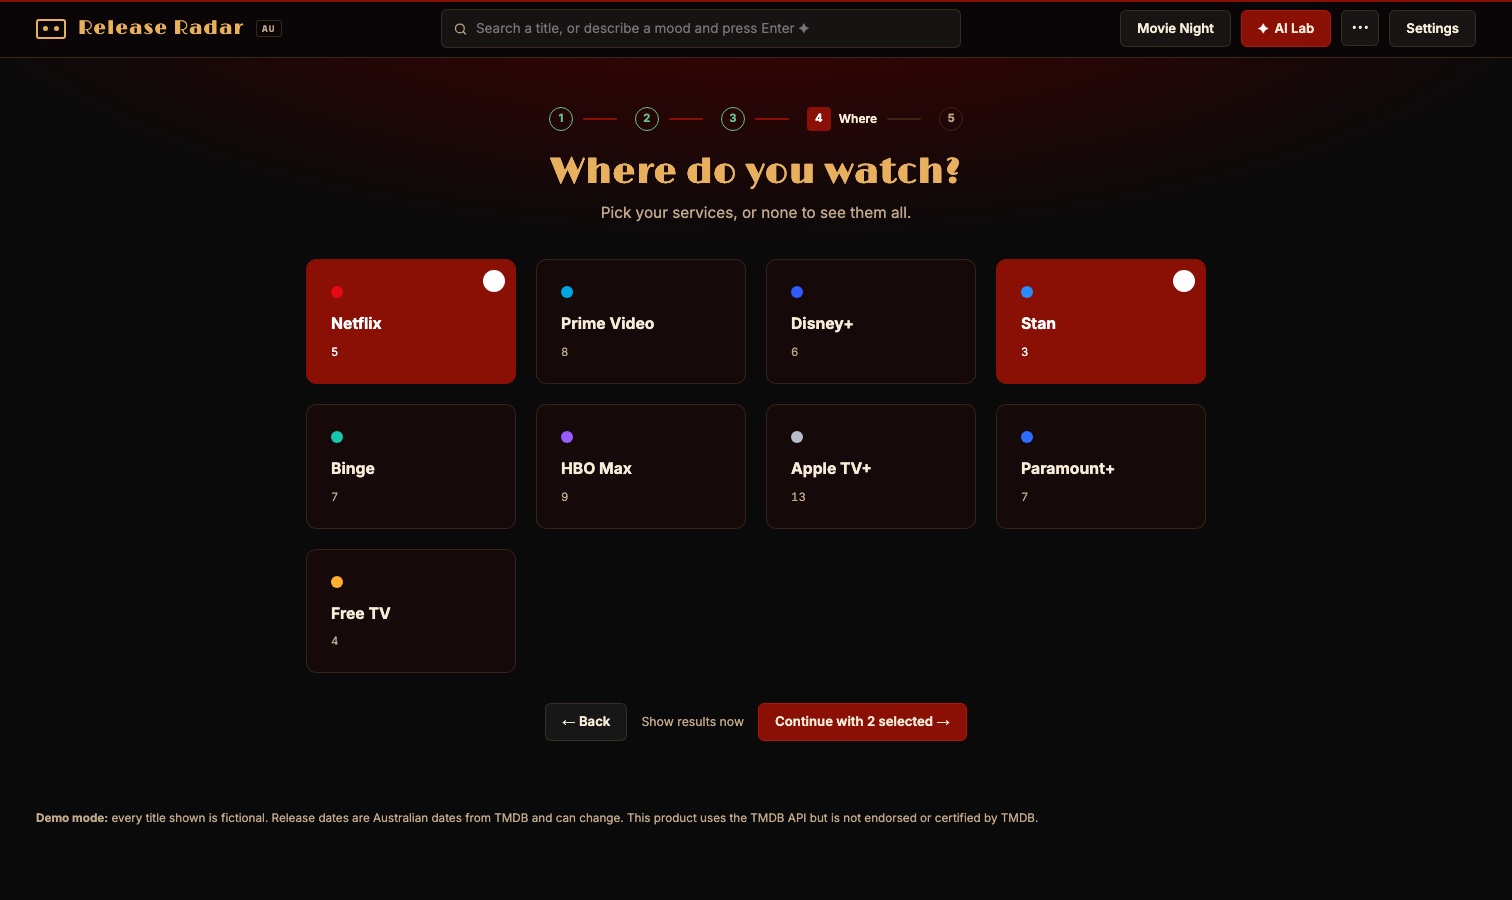 Release Radar AU
Search a title, or describe a mood and press Enter ✦
Movie Night
✦ AI Lab
···
Settings
1 2 3 4 Where 5
Where do you watch?
Pick your services, or none to see them all.
Netflix
5
Prime Video
8
Disney+
6
Stan
3
Binge
7
HBO Max
9
Apple TV+
13
Paramount+
7
Free TV
4
← Back
Show results now
Continue with 2 selected →
Demo mode: every title shown is fictional. Release dates are Australian dates from TMDB and can change. This product uses the TMDB API but is not endorsed or certified by TMDB.